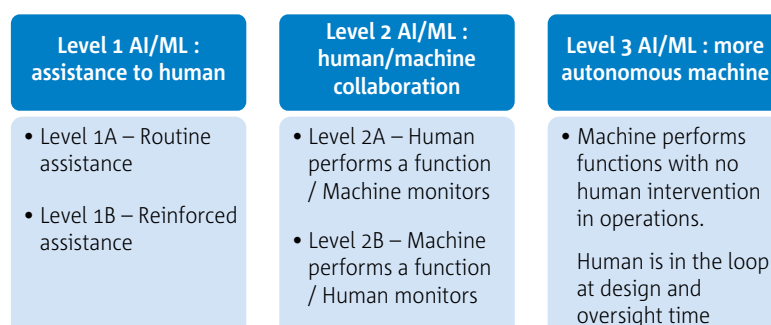 Level 1 AI/ML :
assistance to human
• Level 1A – Routine
assistance
• Level 1B – Reinforced
assistance
Level 2 AI/ML :
human/machine
collaboration
• Level 2A – Human
performs a function
/ Machine monitors
• Level 2B – Machine
performs a function
/ Human monitors
Level 3 AI/ML : more
autonomous machine
• Machine performs
functions with no
human intervention
in operations.
Human is in the loop
at design and
oversight time